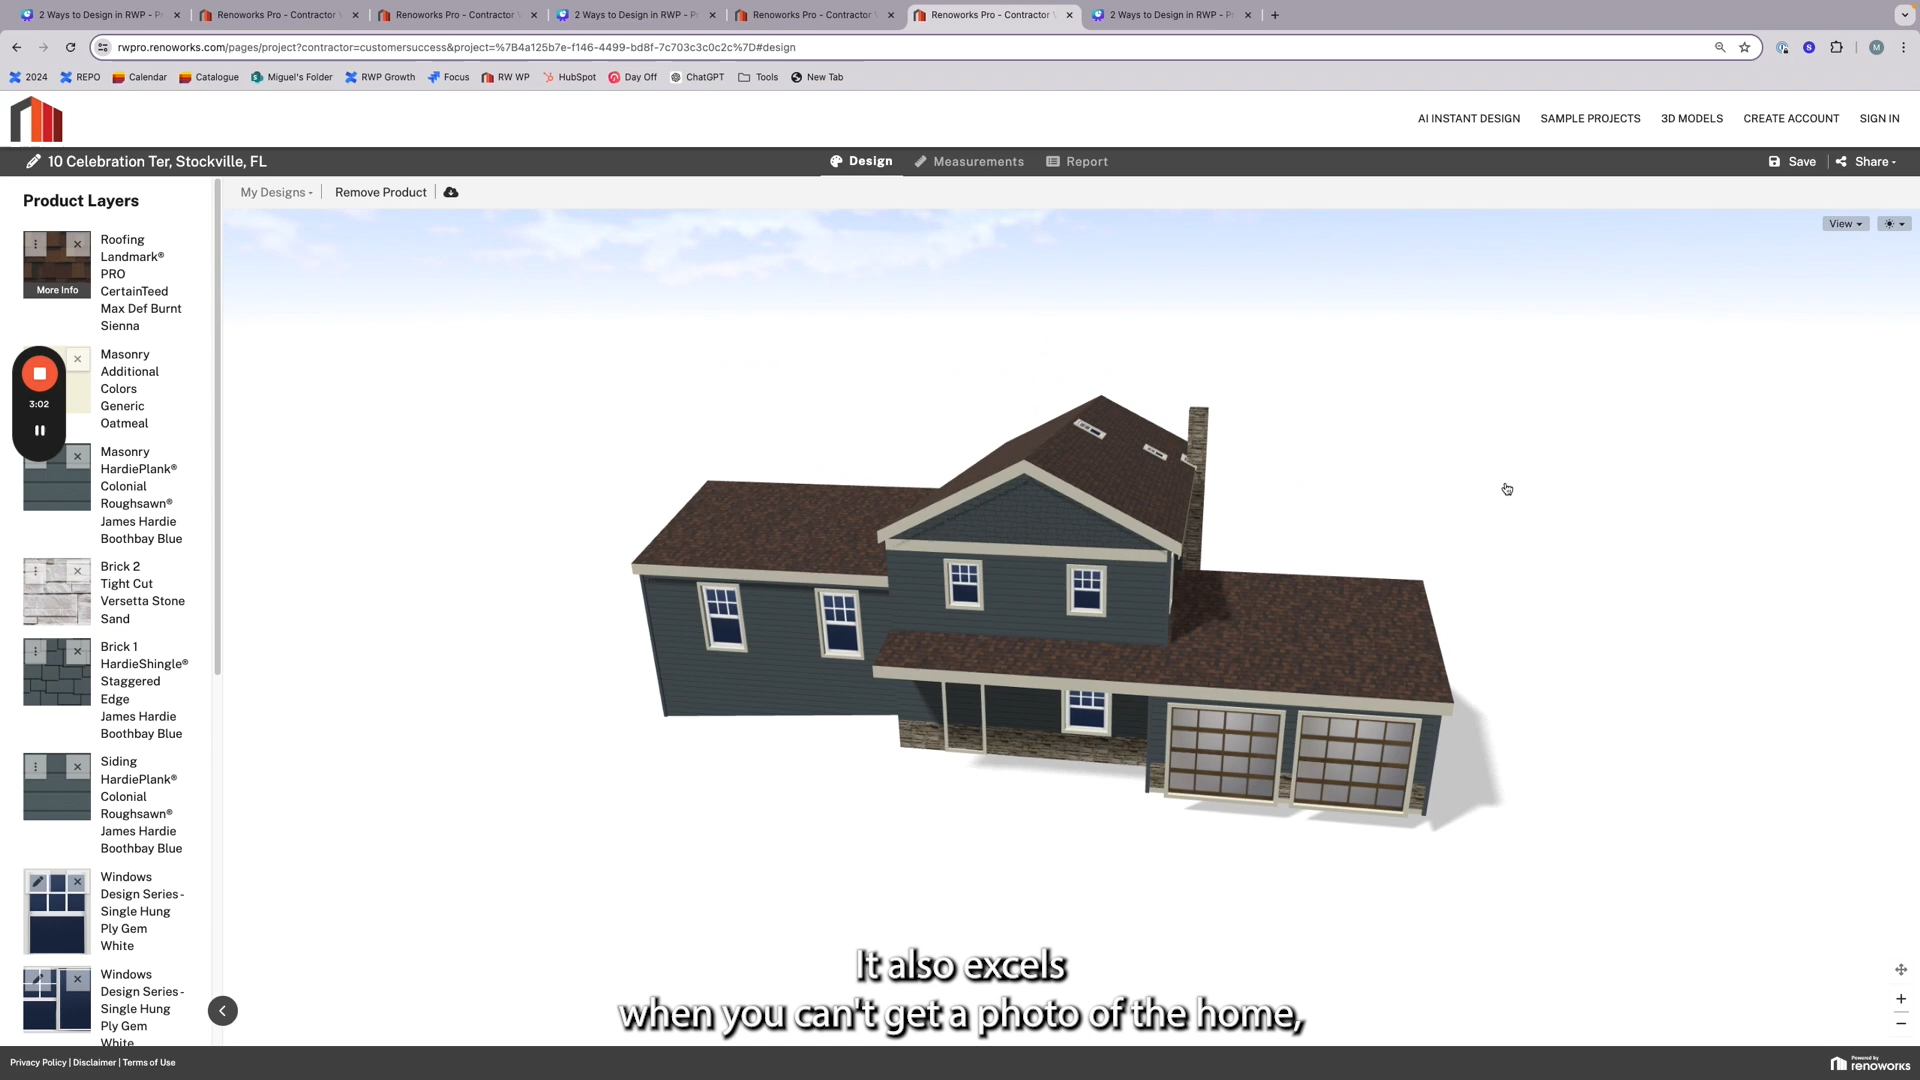 2 Ways to Design in RWP - P
Renoworks Pro - Contractor
Renoworks Pro - Contractor
2 Ways to Design in RWP - P
Renoworks Pro - Contractor
Renoworks Pro - Contractor
2 Ways to Design in RWP - P
rwpro.renoworks.com/pages/project?contractor=customersuccess&project=%7B4a125b7e-f146-4499-bd8f-7c703c3c0c2c%7D#design
M
2024
REPO
Calendar
Catalogue
Miguel's Folder
RWP Growth
Focus
RW WP
HubSpot
Day Off
ChatGPT
Tools
New Tab
AI INSTANT DESIGN
SAMPLE PROJECTS
3D MODELS
CREATE ACCOUNT
SIGN IN
10 Celebration Ter, Stockville, FL
Design
Measurements
Report
Save
Share
Product Layers
My Designs
Remove Product
View
More Info
Roofing
Landmark®
PRO
CertainTeed
Max Def Burnt
Sienna
3:02
Masonry
Additional
Colors
Generic
Oatmeal
Masonry
HardiePlank®
Colonial
Roughsawn®
James Hardie
Boothbay Blue
Brick 2
Tight Cut
Versetta Stone
Sand
Brick 1
HardieShingle®
Staggered
Edge
James Hardie
Boothbay Blue
Siding
HardiePlank®
Colonial
Roughsawn®
James Hardie
Boothbay Blue
Windows
Design Series -
Single Hung
Ply Gem
White
Windows
Design Series -
Single Hung
Ply Gem
White
It also excels
when you can't get a photo of the home,
Privacy Policy | Disclaimer | Terms of Use
Powered by
renoworks